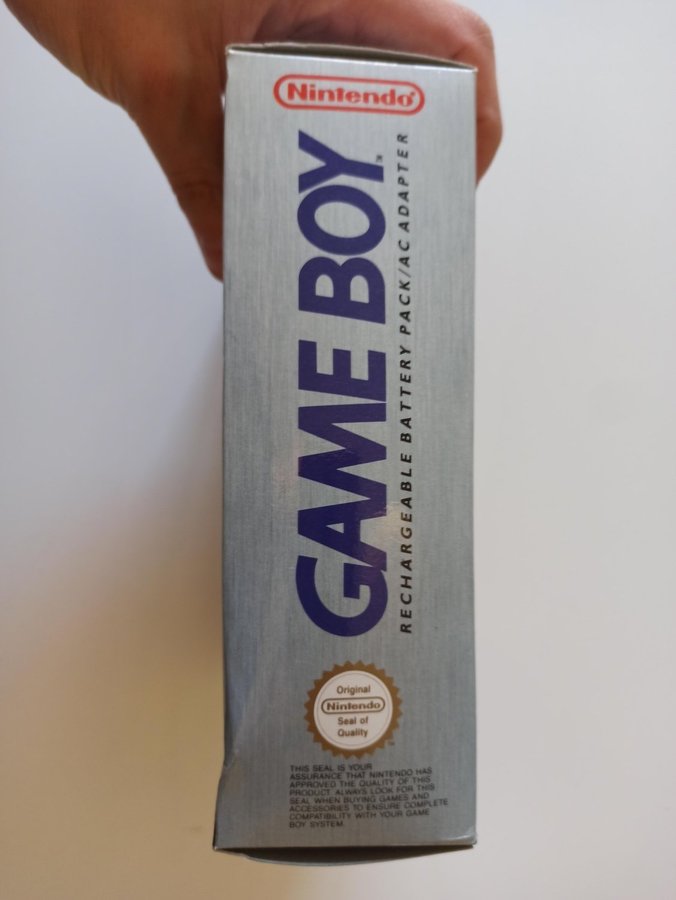 Nintendo®
GAME BOY™
RECHARGEABLE BATTERY PACK/AC ADAPTER
Original
Nintendo
Seal of
Quality
THIS SEAL IS YOUR
ASSURANCE THAT NINTENDO HAS
APPROVED THE QUALITY OF THIS
PRODUCT. ALWAYS LOOK FOR THIS
SEAL WHEN BUYING GAMES AND
ACCESSORIES TO ENSURE COMPLETE
COMPATIBILITY WITH YOUR GAME
BOY SYSTEM.